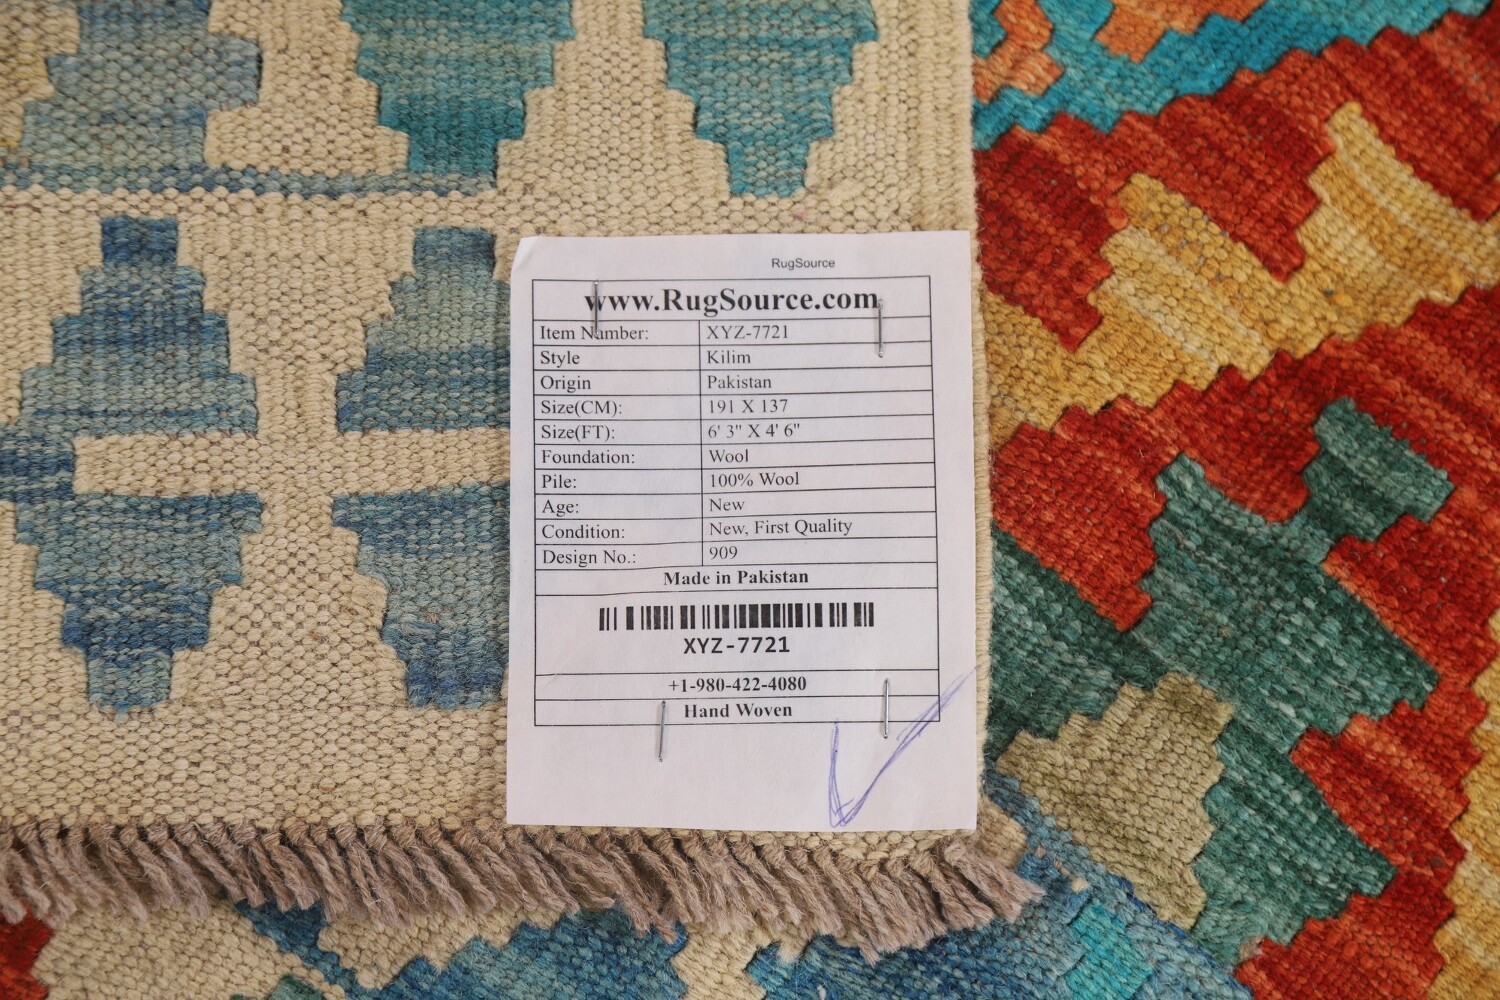 RugSource
www.RugSource.com
Item Number: XYZ-7721
Style Kilim
Origin Pakistan
Size(CM): 191 X 137
Size(FT): 6' 3" X 4' 6"
Foundation: Wool
Pile: 100% Wool
Age: New
Condition: New, First Quality
Design No.: 909
Made in Pakistan
XYZ-7721
+1-980-422-4080
Hand Woven